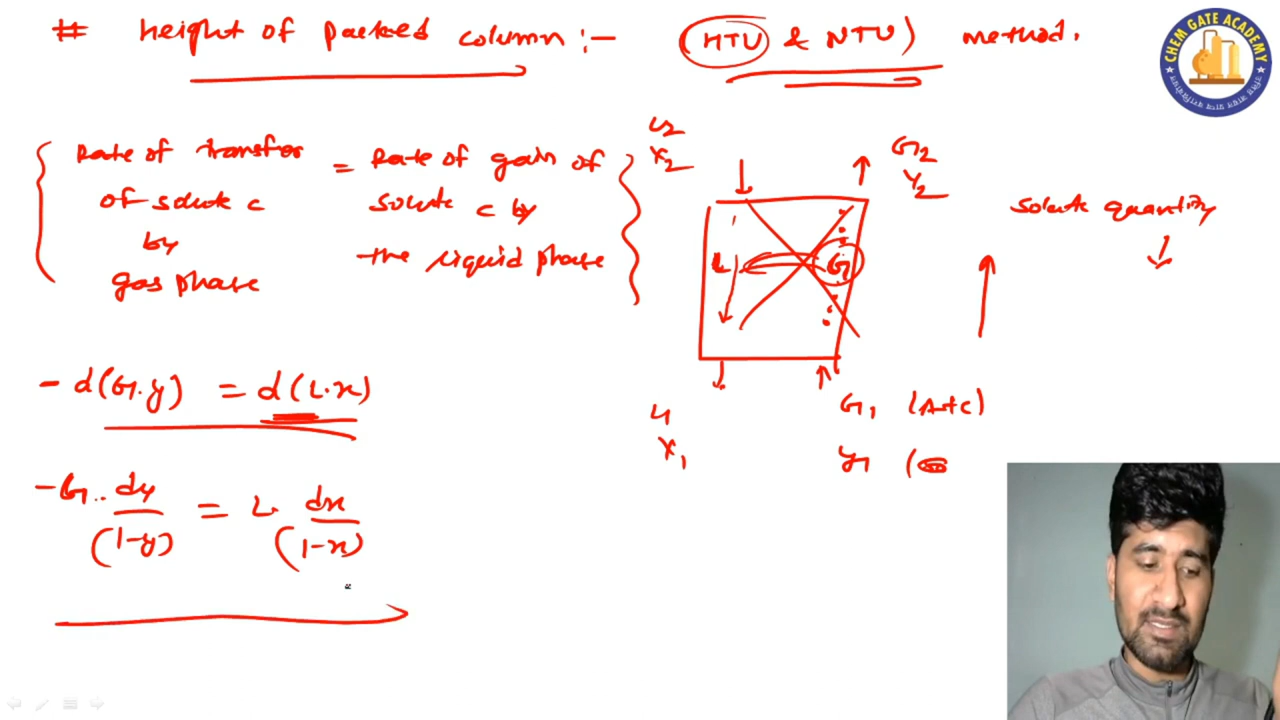 # Height of packed column :- (HTU & NTU) method.
CHEM GATE ACADEMY
Rate of transfer of solute c by gas phase = Rate of gain of solute c by the liquid phase
L2
X2
G2
Y2
solute quantity
L
G
- d(G.y) = d(L.x)
L1
X1
G1 (A+C)
y1 (
-G. dy/(1-y) = L. dx/(1-x)